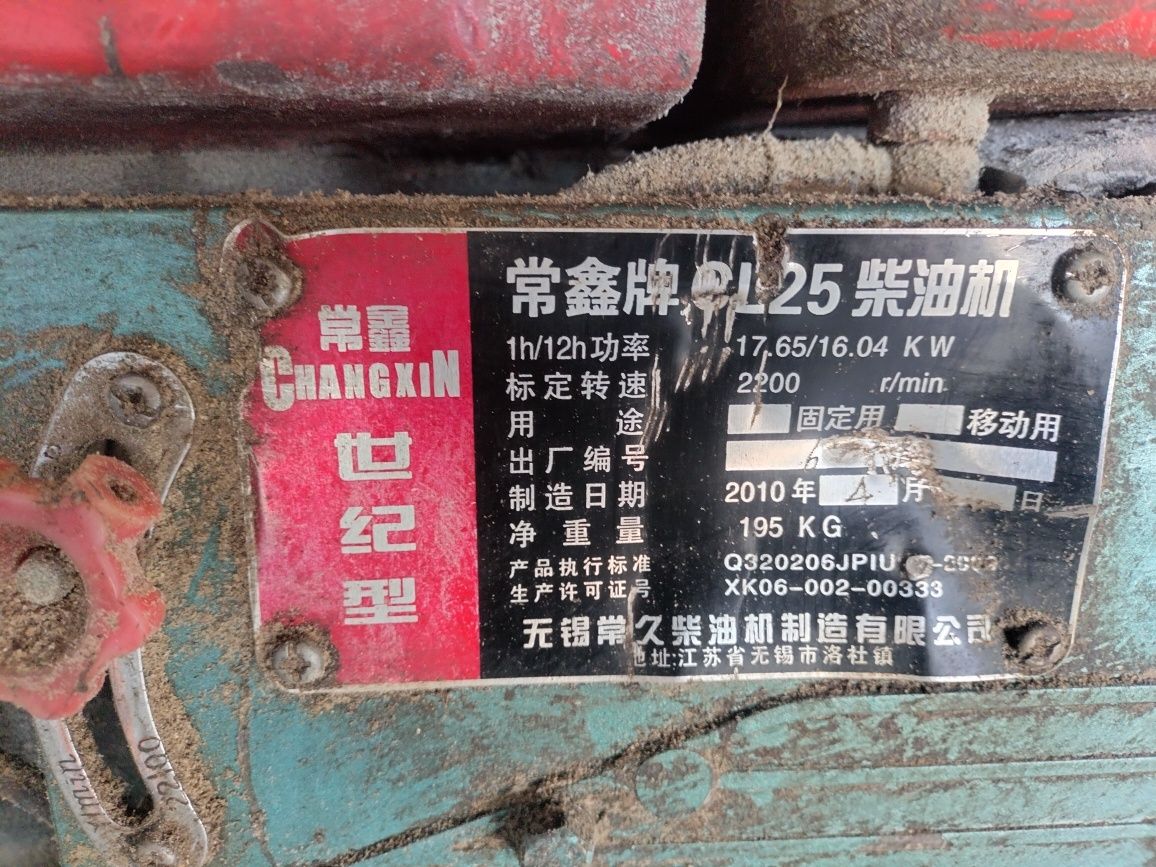 常鑫
CHANGXIN
世纪型
常鑫牌 L25 柴油机
1h/12h功率 17.65/16.04 KW
标定转速 2200 r/min
用途 固定用 移动用
出厂编号
制造日期 2010年 4 月 日
净重量 195 KG
产品执行标准 Q320206JPIU
生产许可证号 XK06-002-00333
无锡常久柴油机制造有限公司
地址:江苏省无锡市洛社镇
2200
r/min